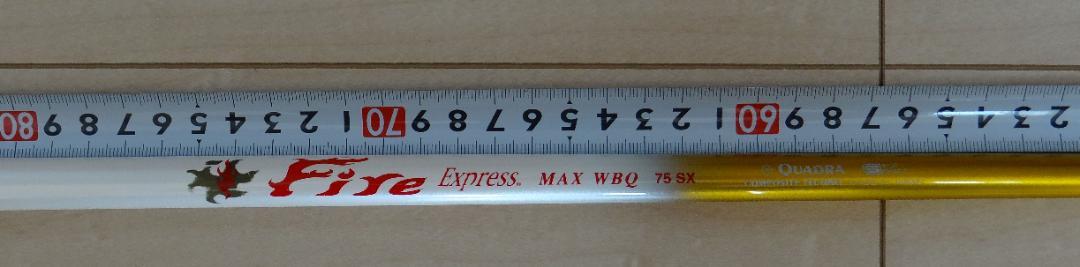 2 3 4 5 6 7 8 9 60 1 2 3 4 5 6 7 8 9 70 1 2 3 4 5 6 7 8 9 80
Fire Express. MAX WBQ 75 SX QUADRA
COMPOSITE